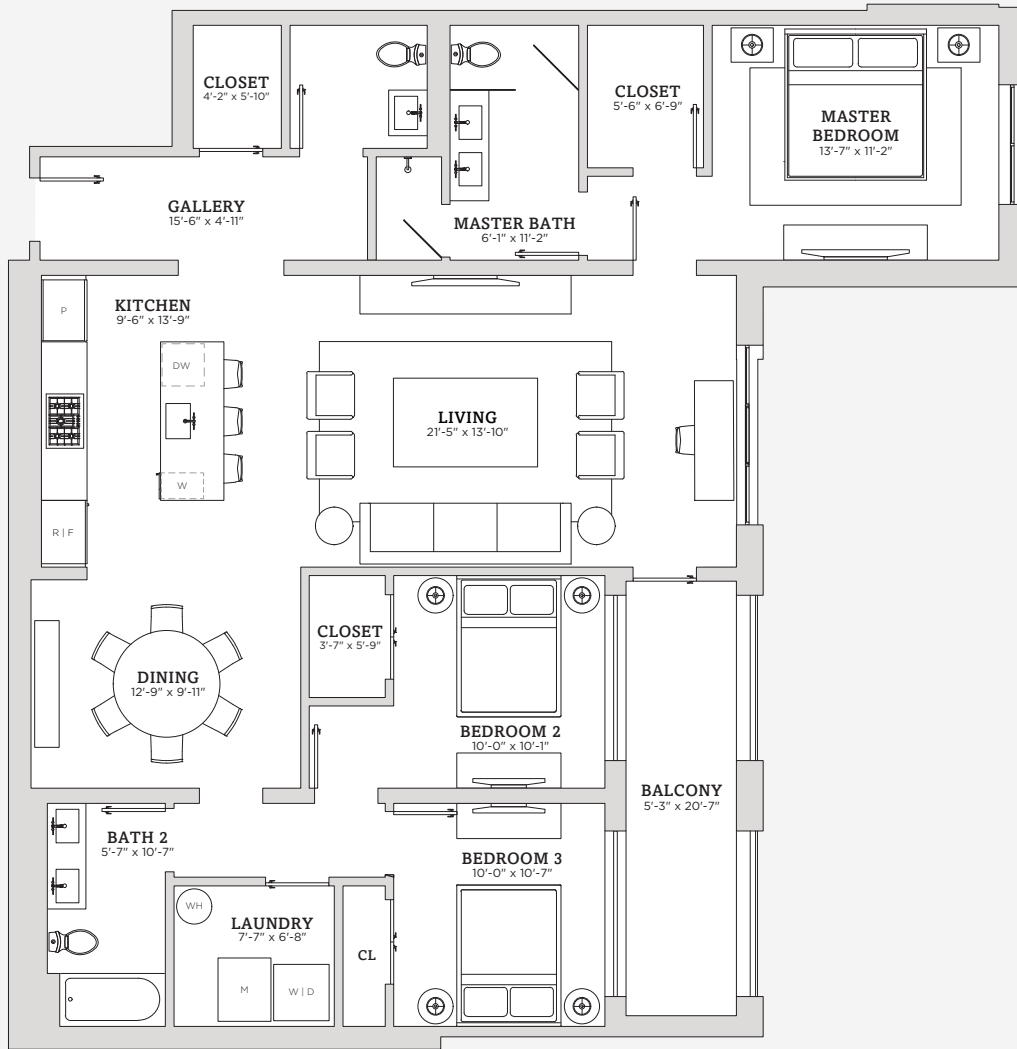 CLOSET
4'-2" x 5'-10"
CLOSET
5'-6" x 6'-9"
MASTER
BEDROOM
13'-7" x 11'-2"
GALLERY
15'-6" x 4'-11"
MASTER BATH
6'-1" x 11'-2"
KITCHEN
9'-6" x 13'-9"
P
DW
W
R | F
LIVING
21'-5" x 13'-10"
CLOSET
3'-7" x 5'-9"
DINING
12'-9" x 9'-11"
BEDROOM 2
10'-0" x 10'-1"
BALCONY
5'-3" x 20'-7"
BATH 2
5'-7" x 10'-7"
BEDROOM 3
10'-0" x 10'-7"
WH
LAUNDRY
7'-7" x 6'-8"
CL
M
W | D